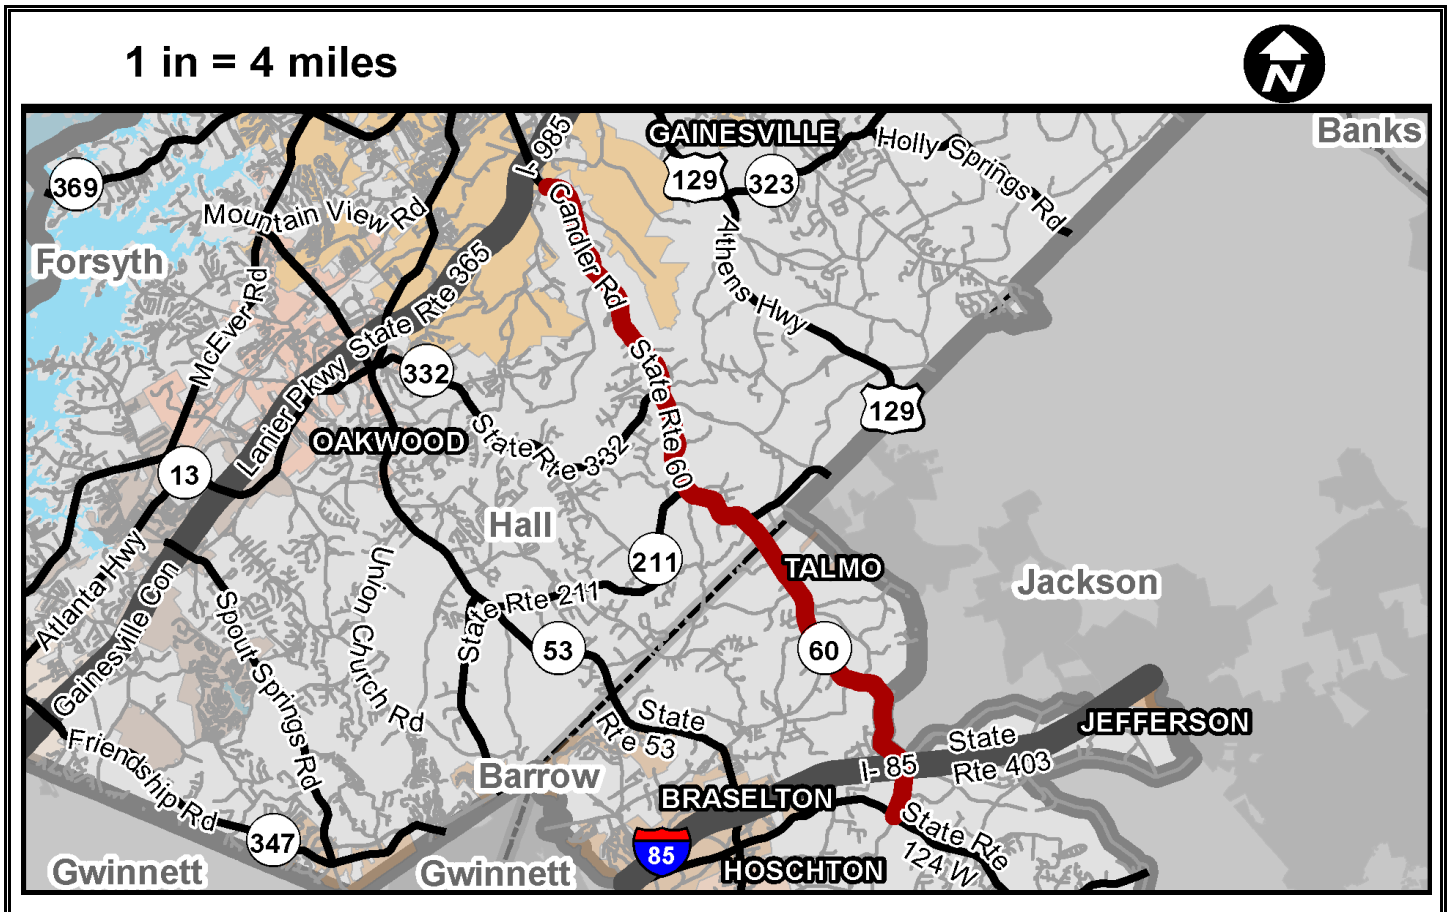 1 in = 4 miles
N
Banks
GAINESVILLE
I- 985
Holly Springs Rd
369
129
323
Mountain View Rd
Candler Rd
Forsyth
Athens Hwy
McEver Rd
Lanier Pkwy State Rte 365
332
State Rte 60
129
OAKWOOD
State Rte 332
13
Hall
211
TALMO
Jackson
Atlanta Hwy
Gainesville Con
Union Church Rd
State Rte 211
Spout Springs Rd
53
60
State
Rte 53
JEFFERSON
State
Rte 403
I- 85
Friendship Rd
Barrow
BRASELTON
State Rte
124 W
347
85
HOSCHTON
Gwinnett
Gwinnett